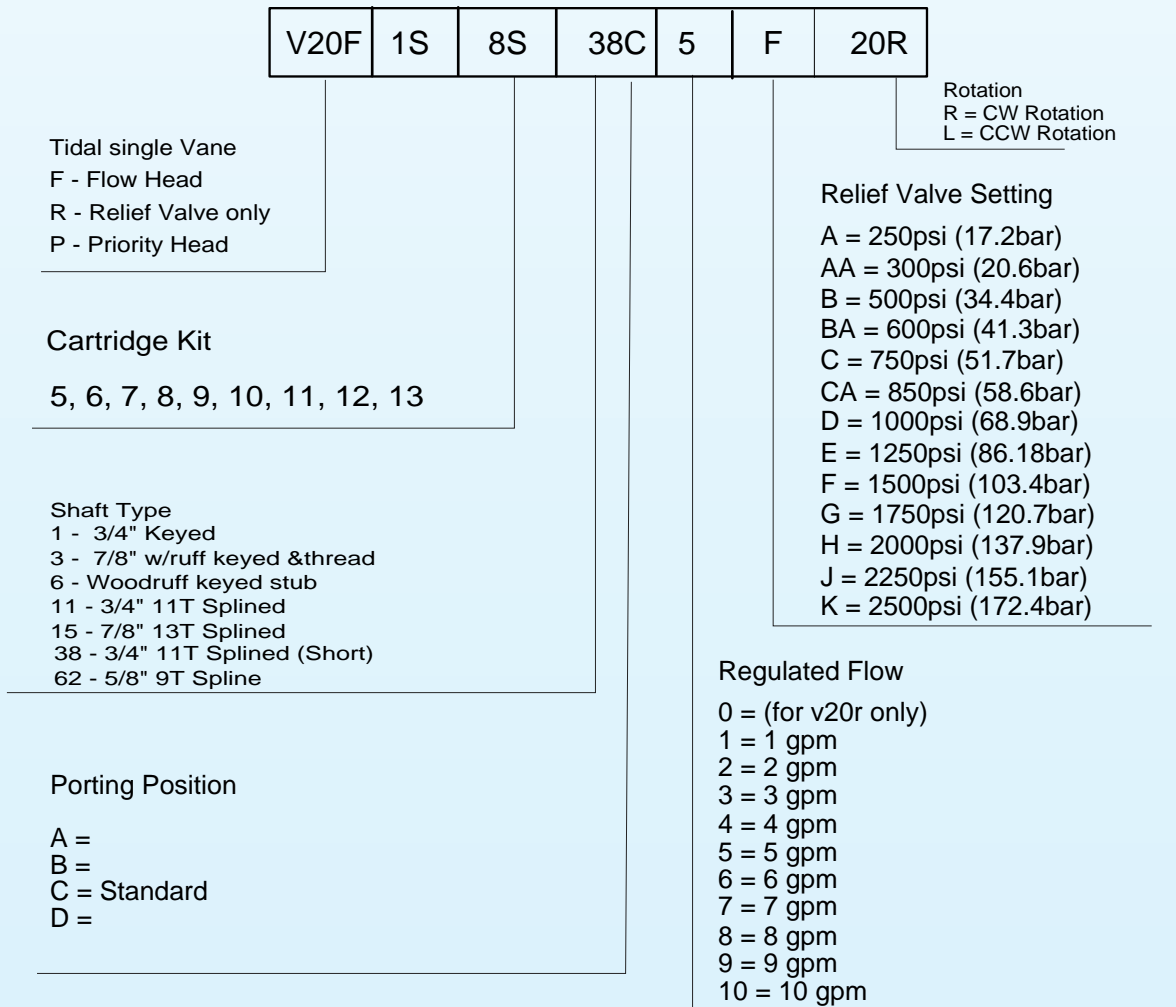 V20F 1S 8S 38C 5 F 20R
Rotation
R = CW Rotation
L = CCW Rotation
Tidal single Vane
F - Flow Head
R - Relief Valve only
P - Priority Head
Cartridge Kit
5, 6, 7, 8, 9, 10, 11, 12, 13
Shaft Type
1 - 3/4" Keyed
3 - 7/8" w/ruff keyed &thread
6 - Woodruff keyed stub
11 - 3/4" 11T Splined
15 - 7/8" 13T Splined
38 - 3/4" 11T Splined (Short)
62 - 5/8" 9T Spline
Porting Position
A =
B =
C = Standard
D =
Relief Valve Setting
A = 250psi (17.2bar)
AA = 300psi (20.6bar)
B = 500psi (34.4bar)
BA = 600psi (41.3bar)
C = 750psi (51.7bar)
CA = 850psi (58.6bar)
D = 1000psi (68.9bar)
E = 1250psi (86.18bar)
F = 1500psi (103.4bar)
G = 1750psi (120.7bar)
H = 2000psi (137.9bar)
J = 2250psi (155.1bar)
K = 2500psi (172.4bar)
Regulated Flow
0 = (for v20r only)
1 = 1 gpm
2 = 2 gpm
3 = 3 gpm
4 = 4 gpm
5 = 5 gpm
6 = 6 gpm
7 = 7 gpm
8 = 8 gpm
9 = 9 gpm
10 = 10 gpm